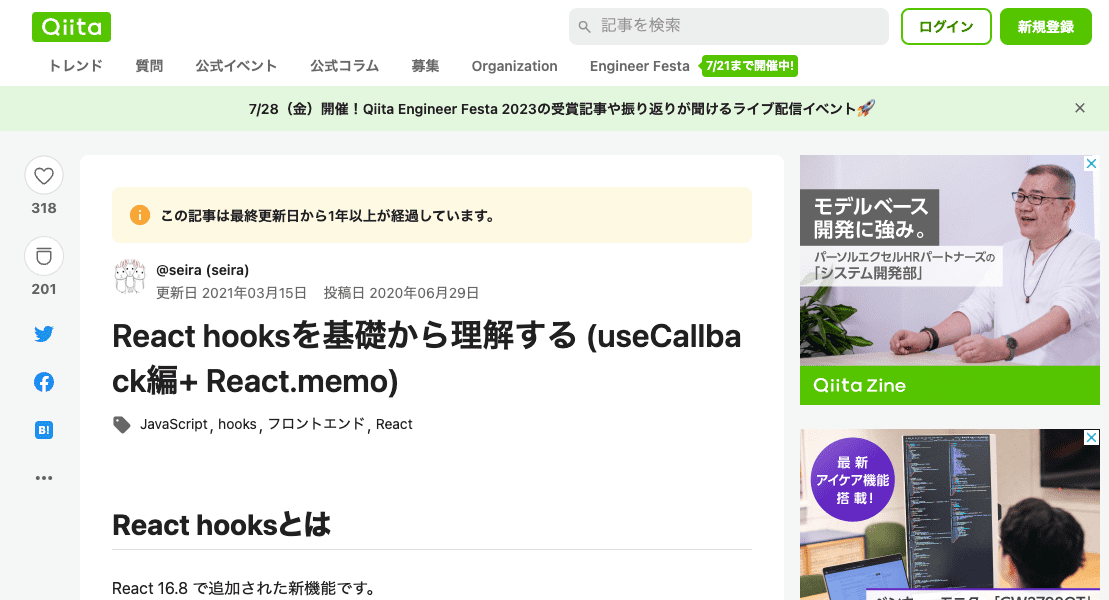 Qiita
記事を検索
ログイン
新規登録
トレンド 質問 公式イベント 公式コラム 募集 Organization Engineer Festa 7/21まで開催中!
7/28（金）開催！Qiita Engineer Festa 2023の受賞記事や振り返りが聞けるライブ配信イベント🚀
318
201
B!
この記事は最終更新日から1年以上が経過しています。
@seira (seira)
更新日 2021年03月15日 投稿日 2020年06月29日
React hooksを基礎から理解する (useCallba
ck編+ React.memo)
JavaScript, hooks, フロントエンド, React
React hooksとは
React 16.8 で追加された新機能です。
モデルベース
開発に強み。
パーソルエクセルHRパートナーズの
「システム開発部」
Qiita Zine
最新
アイケア機能
搭載!